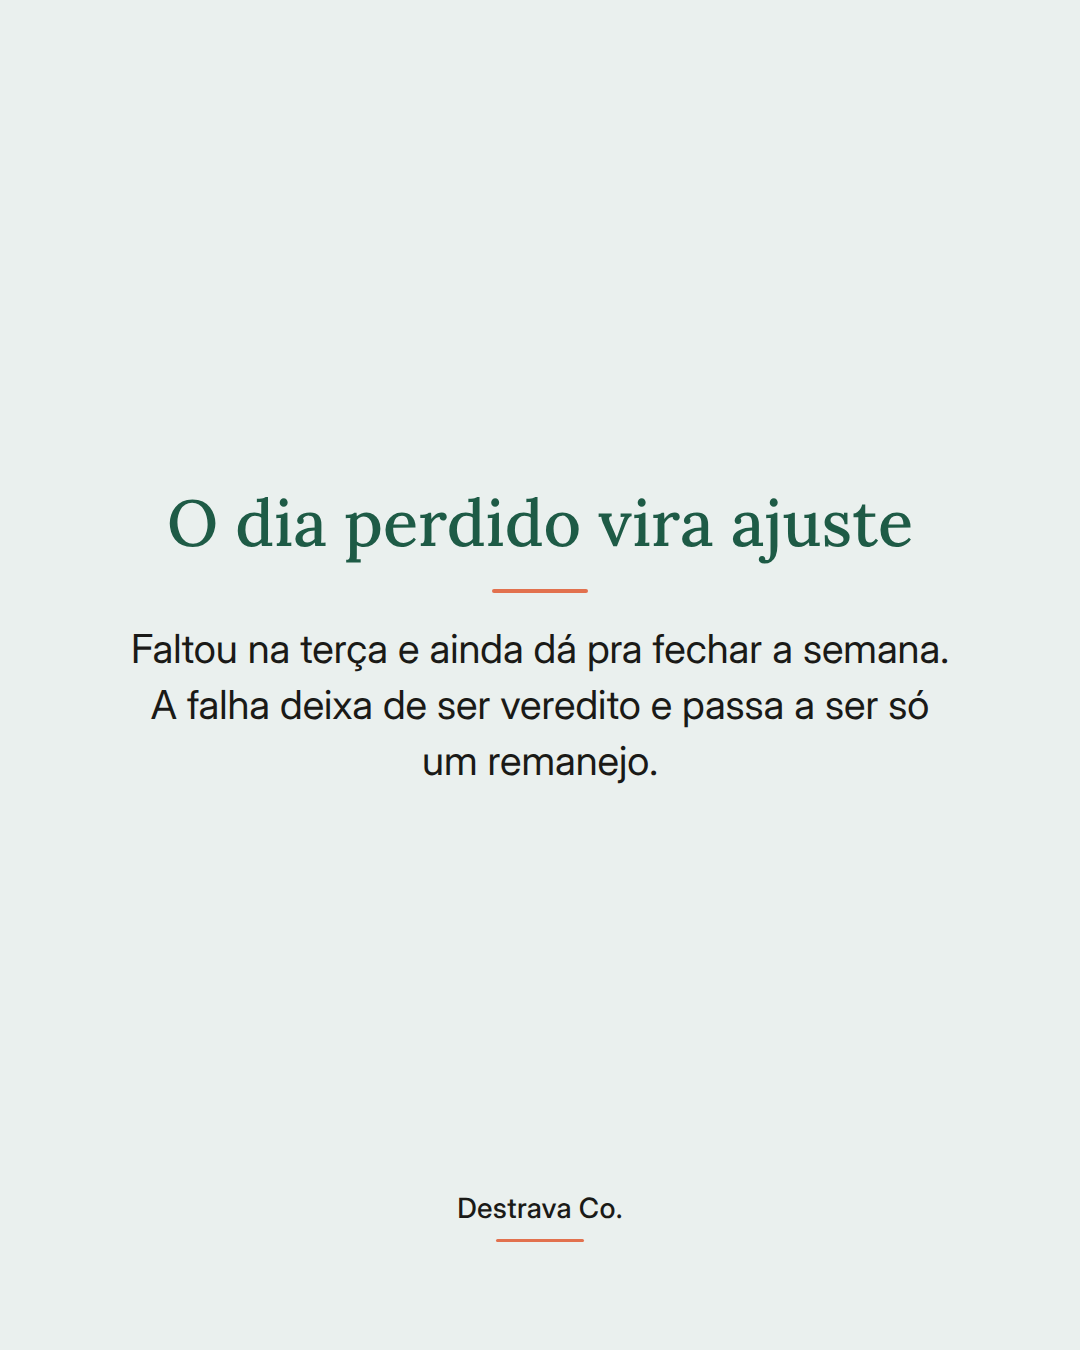 O dia perdido vira ajuste
Faltou na terça e ainda dá pra fechar a semana.
A falha deixa de ser veredito e passa a ser só
um remanejo.
Destrava Co.